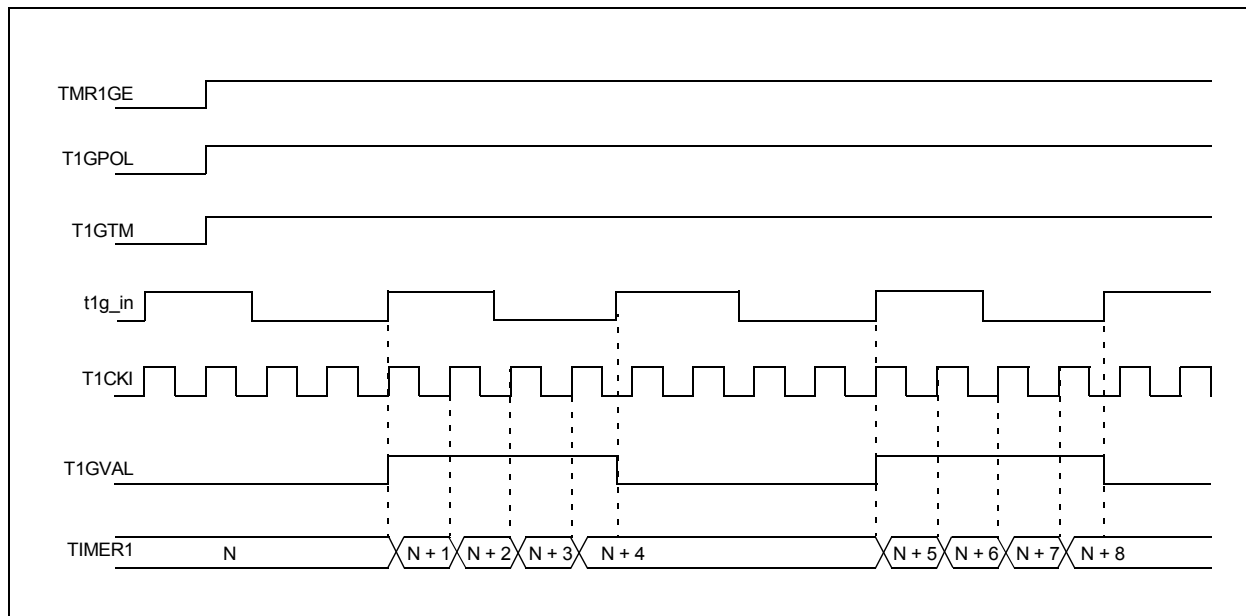 TMR1GE
T1GPOL
T1GTM
t1g_in
T1CKI
T1GVAL
TIMER1 N N + 1 N + 2 N + 3 N + 4 N + 5 N + 6 N + 7 N + 8